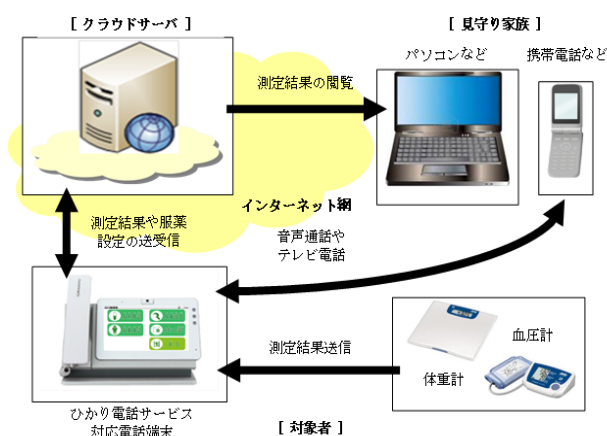 [ クラウドサーバ ]
[ 見守り家族 ]
パソコンなど
携帯電話など
測定結果の閲覧
インターネット網
測定結果や服薬
設定の送受信
音声通話や
テレビ電話
測定結果送信
血圧計
体重計
ひかり電話サービス
対応電話端末
[ 対象者 ]